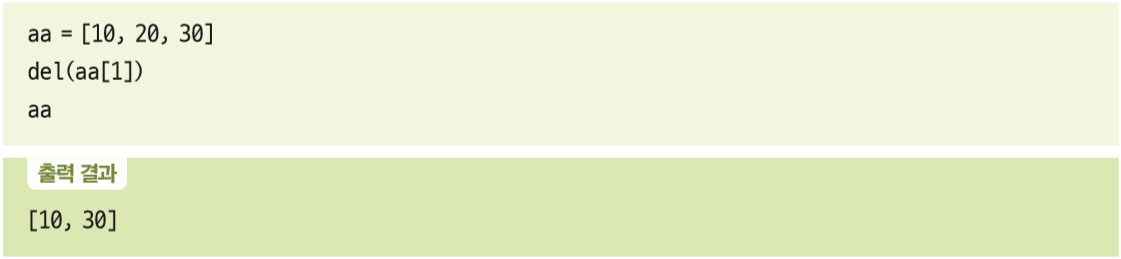 aa = [10, 20, 30]
del(aa[1])
aa
출력 결과
[10, 30]